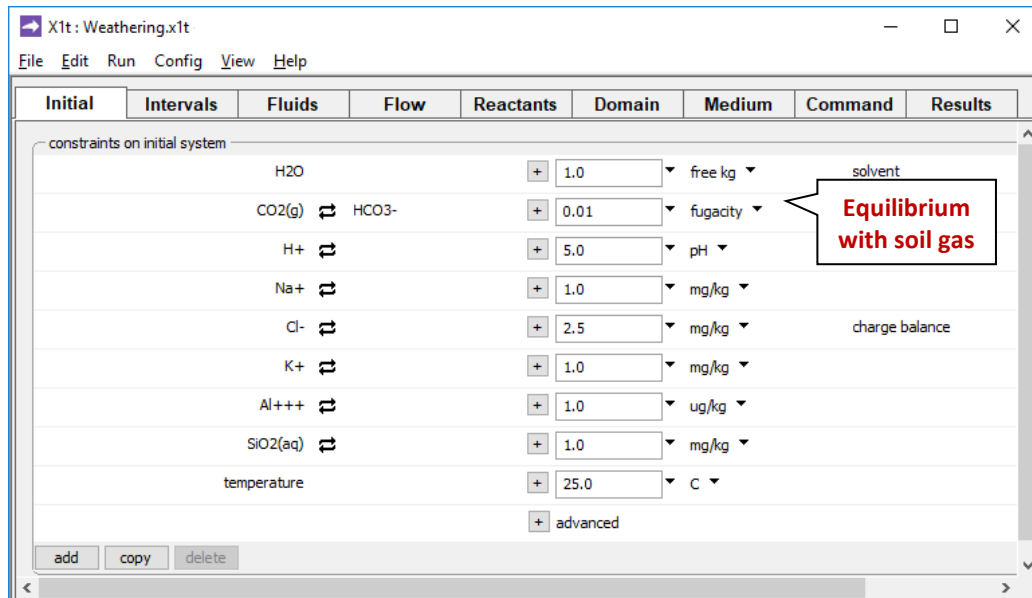 X1t : Weathering.x1t
File Edit Run Config View Help
Initial Intervals Fluids Flow Reactants Domain Medium Command Results
constraints on initial system
H2O + 1.0 free kg solvent
CO2(g) HCO3- + 0.01 fugacity
Equilibrium
with soil gas
H+ + 5.0 pH
Na+ + 1.0 mg/kg
Cl- + 2.5 mg/kg charge balance
K+ + 1.0 mg/kg
Al+++ + 1.0 ug/kg
SiO2(aq) + 1.0 mg/kg
temperature + 25.0 C
+ advanced
add copy delete